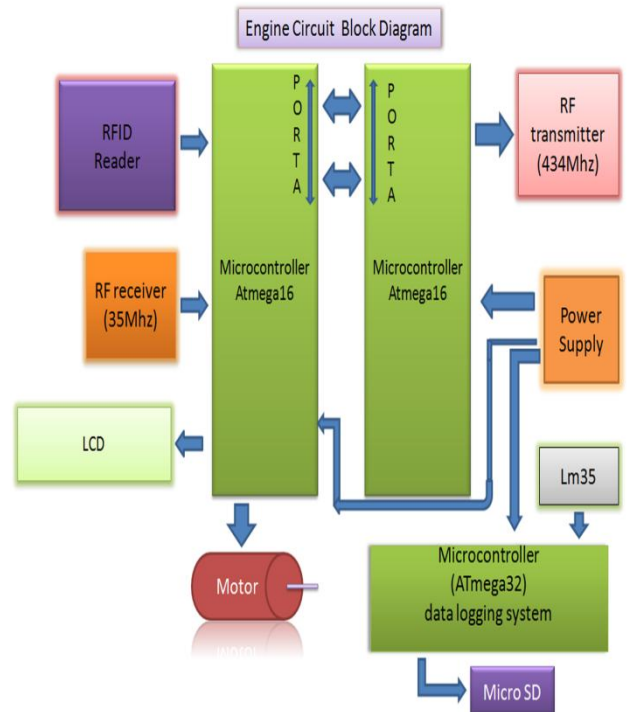 Engine Circuit Block Diagram
RFID
Reader
P
O
R
T
A
P
O
R
T
A
RF
transmitter
(434Mhz)
Microcontroller
Atmega16
Microcontroller
Atmega16
RF receiver
(35Mhz)
Power
Supply
LCD
Lm35
Motor
Microcontroller
(ATmega32)
data logging system
Micro SD